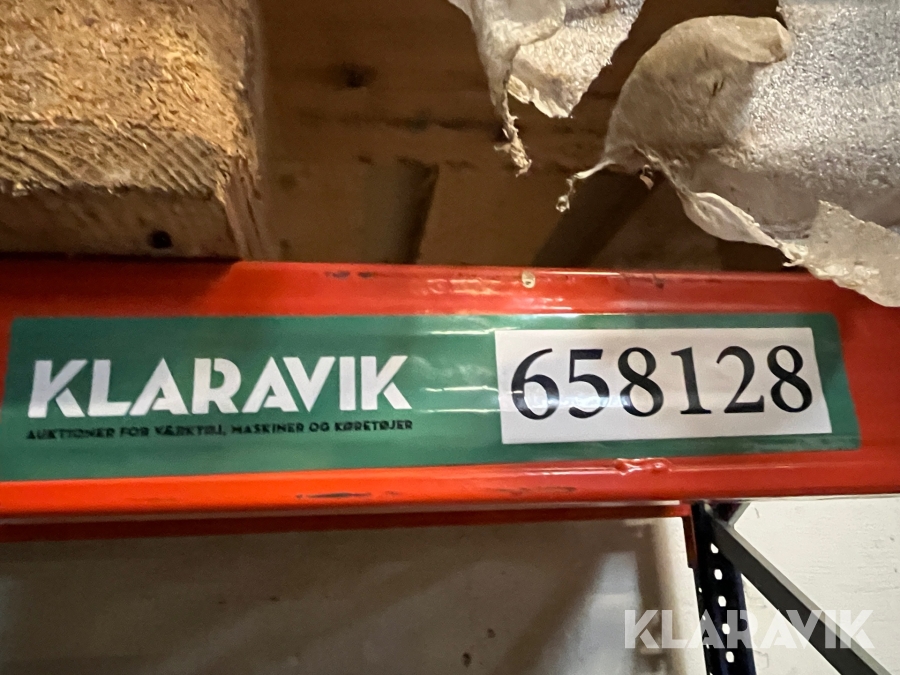 KLARAVIK
AUKTIONER FOR VÆRKTØJ, MASKINER OG KØRETØJER
658128
KLARAVIK